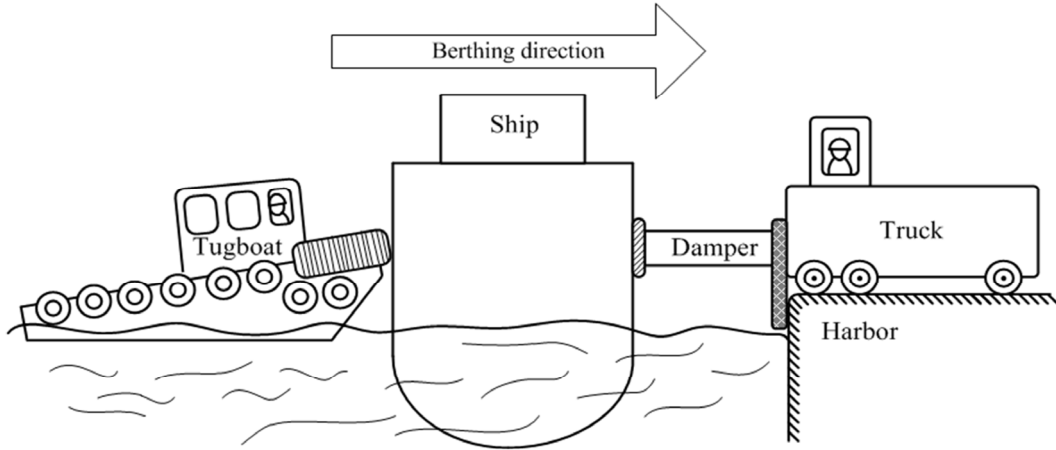 Berthing direction
Ship
Tugboat
Damper
Truck
Harbor